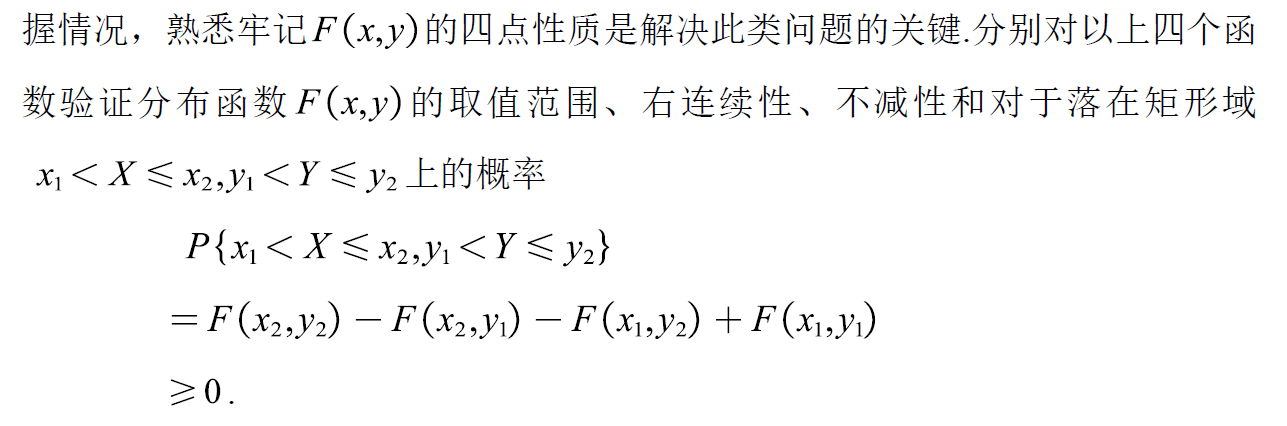 握情况，熟悉牢记F(x,y)的四点性质是解决此类问题的关键.分别对以上四个函
数验证分布函数F(x,y)的取值范围、右连续性、不减性和对于落在矩形域
x₁＜X⩽x₂,y₁＜Y⩽y₂上的概率
P{x₁＜X⩽x₂,y₁＜Y⩽y₂}
＝F(x₂,y₂)－F(x₂,y₁)－F(x₁,y₂)＋F(x₁,y₁)
⩾0.